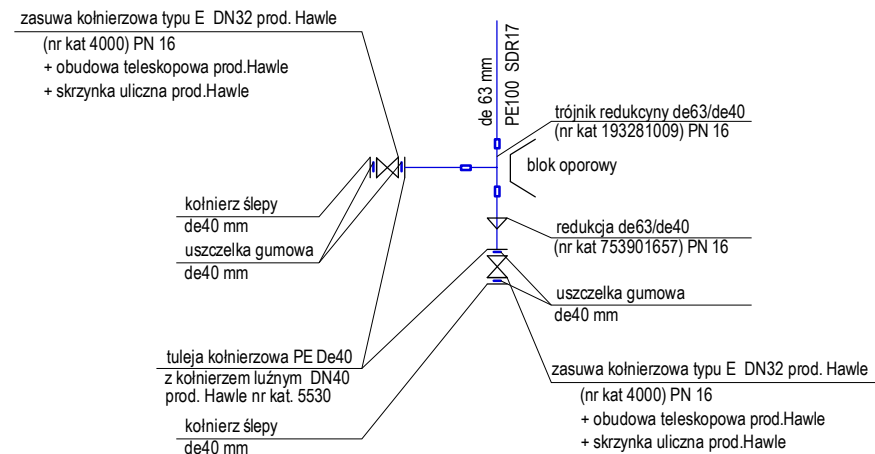 zasuwa kołnierzowa typu E DN32 prod. Hawle
(nr kat 4000) PN 16
+ obudowa teleskopowa prod.Hawle
+ skrzynka uliczna prod.Hawle
de 63 mm
PE100 SDR17
trójnik redukcyny de63/de40
(nr kat 193281009) PN 16
blok oporowy
kołnierz ślepy
de40 mm
uszczelka gumowa
de40 mm
redukcja de63/de40
(nr kat 753901657) PN 16
uszczelka gumowa
de40 mm
tuleja kołnierzowa PE De40
z kołnierzem luźnym DN40
prod. Hawle nr kat. 5530
kołnierz ślepy
de40 mm
zasuwa kołnierzowa typu E DN32 prod. Hawle
(nr kat 4000) PN 16
+ obudowa teleskopowa prod.Hawle
+ skrzynka uliczna prod.Hawle